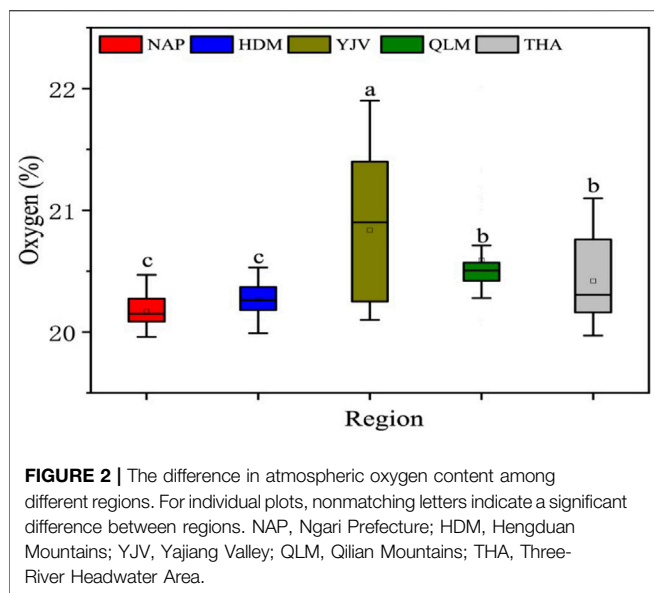 NAP HDM YJV QLM THA
22
21
20
Oxygen (%)
a
b
b
c
c
Region
FIGURE 2 | The difference in atmospheric oxygen content among
different regions. For individual plots, nonmatching letters indicate a significant
difference between regions. NAP, Ngari Prefecture; HDM, Hengduan
Mountains; YJV, Yajiang Valley; QLM, Qilian Mountains; THA, Three-
River Headwater Area.